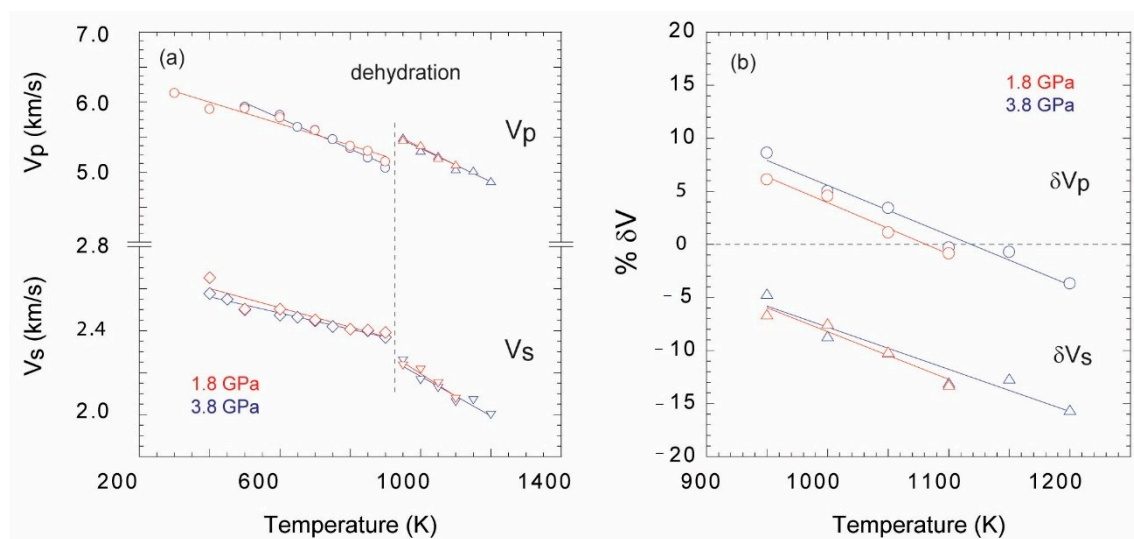 (a)
dehydration
Vp
Vs
1.8 GPa
3.8 GPa
Vp (km/s)
Vs (km/s)
7.0
6.0
5.0
2.8
2.4
2.0
200
600
1000
1400
Temperature (K)
(b)
1.8 GPa
3.8 GPa
δVp
δVs
% δV
20
15
10
5
0
- 5
- 10
- 15
- 20
900
1000
1100
1200
Temperature (K)